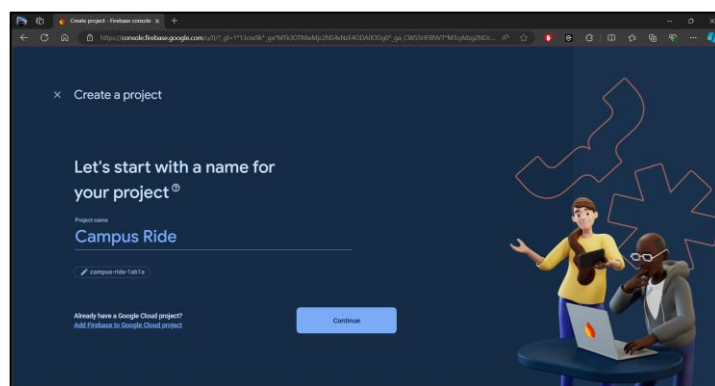 Create project - Firebase console
Create a project
Let's start with a name for
your project
Project name
Campus Ride
campus-ride-1ab1a
Already have a Google Cloud project?
Add Firebase to Google Cloud project
Continue